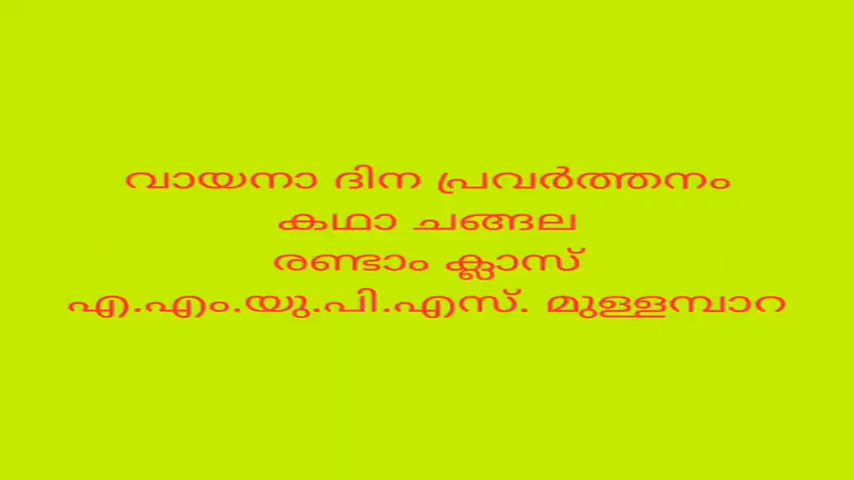 വായനാ ദിന പ്രവർത്തനം
കഥാ ചങ്ങല
രണ്ടാം ക്ലാസ്
എ.എം.യു.പി.എസ്. മുള്ളമ്പാറ